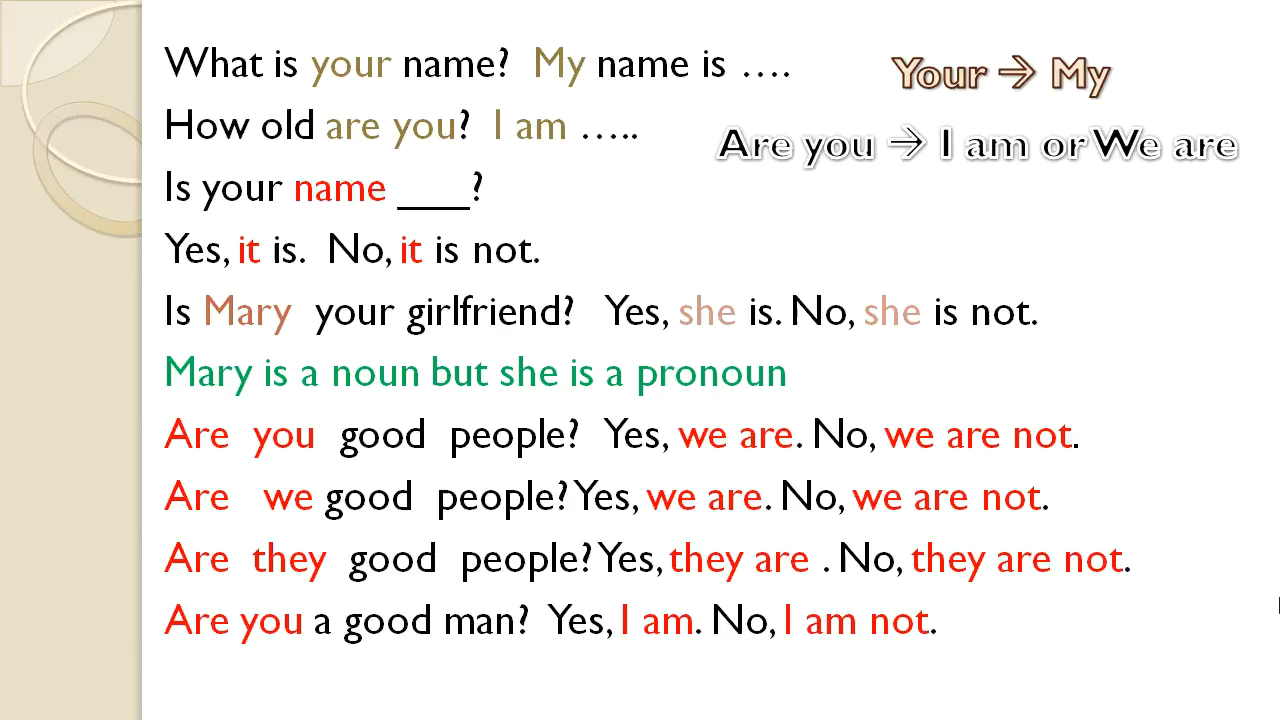 What is your name? My name is ….
Your → My
How old are you? I am …..
Are you → I am or We are
Is your name ___?
Yes, it is. No, it is not.
Is Mary your girlfriend? Yes, she is. No, she is not.
Mary is a noun but she is a pronoun
Are you good people? Yes, we are. No, we are not.
Are we good people? Yes, we are. No, we are not.
Are they good people? Yes, they are . No, they are not.
Are you a good man? Yes, I am. No, I am not.